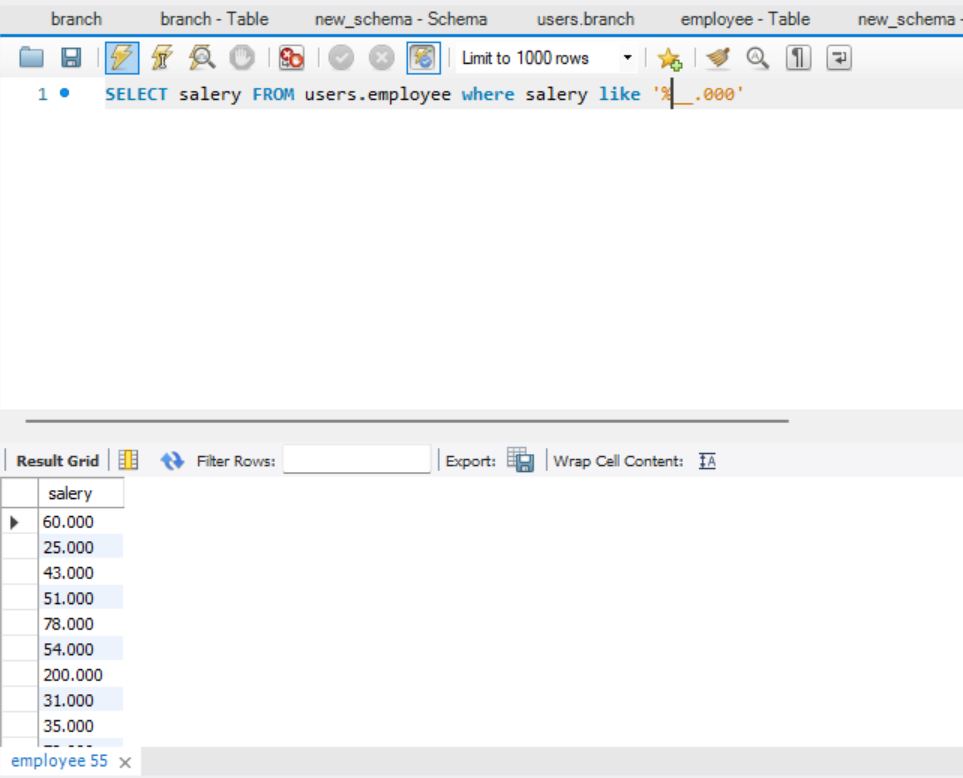 branch branch - Table new_schema - Schema users.branch employee - Table new_schema -
Limit to 1000 rows
1 SELECT salery FROM users.employee where salery like '%__.000'
Result Grid Filter Rows: Export: Wrap Cell Content:
salery
60.000
25.000
43.000
51.000
78.000
54.000
200.000
31.000
35.000
employee 55